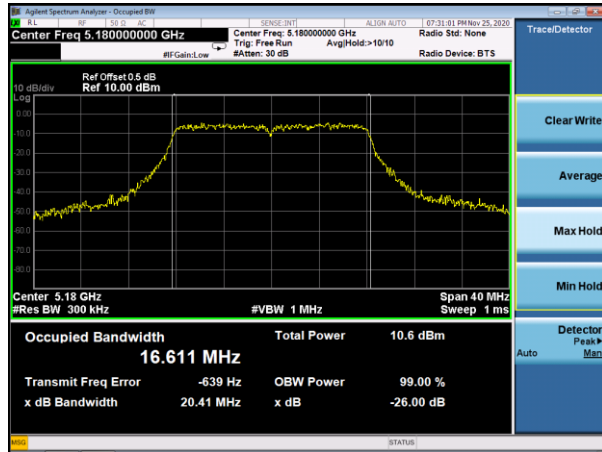 Agilent Spectrum Analyzer - Occupied BW
RL RF 50 Ω AC SENSE:INT ALIGN AUTO 07:31:01 PM Nov 25, 2020
Center Freq 5.180000000 GHz
Center Freq: 5.180000000 GHz
Radio Std: None
Trig: Free Run Avg|Hold:>10/10
#IFGain:Low #Atten: 30 dB Radio Device: BTS
Trace/Detector
Ref Offset 0.5 dB
10 dB/div Ref 10.00 dBm
Log
0.00
-10.0
-20.0
-30.0
-40.0
-50.0
-60.0
-70.0
-80.0
Clear Write
Average
Max Hold
Min Hold
Detector
Peak▶
Auto Man
Center 5.18 GHz Span 40 MHz
#Res BW 300 kHz #VBW 1 MHz Sweep 1 ms
Occupied Bandwidth Total Power 10.6 dBm
16.611 MHz
Transmit Freq Error -639 Hz OBW Power 99.00 %
x dB Bandwidth 20.41 MHz x dB -26.00 dB
MSG STATUS